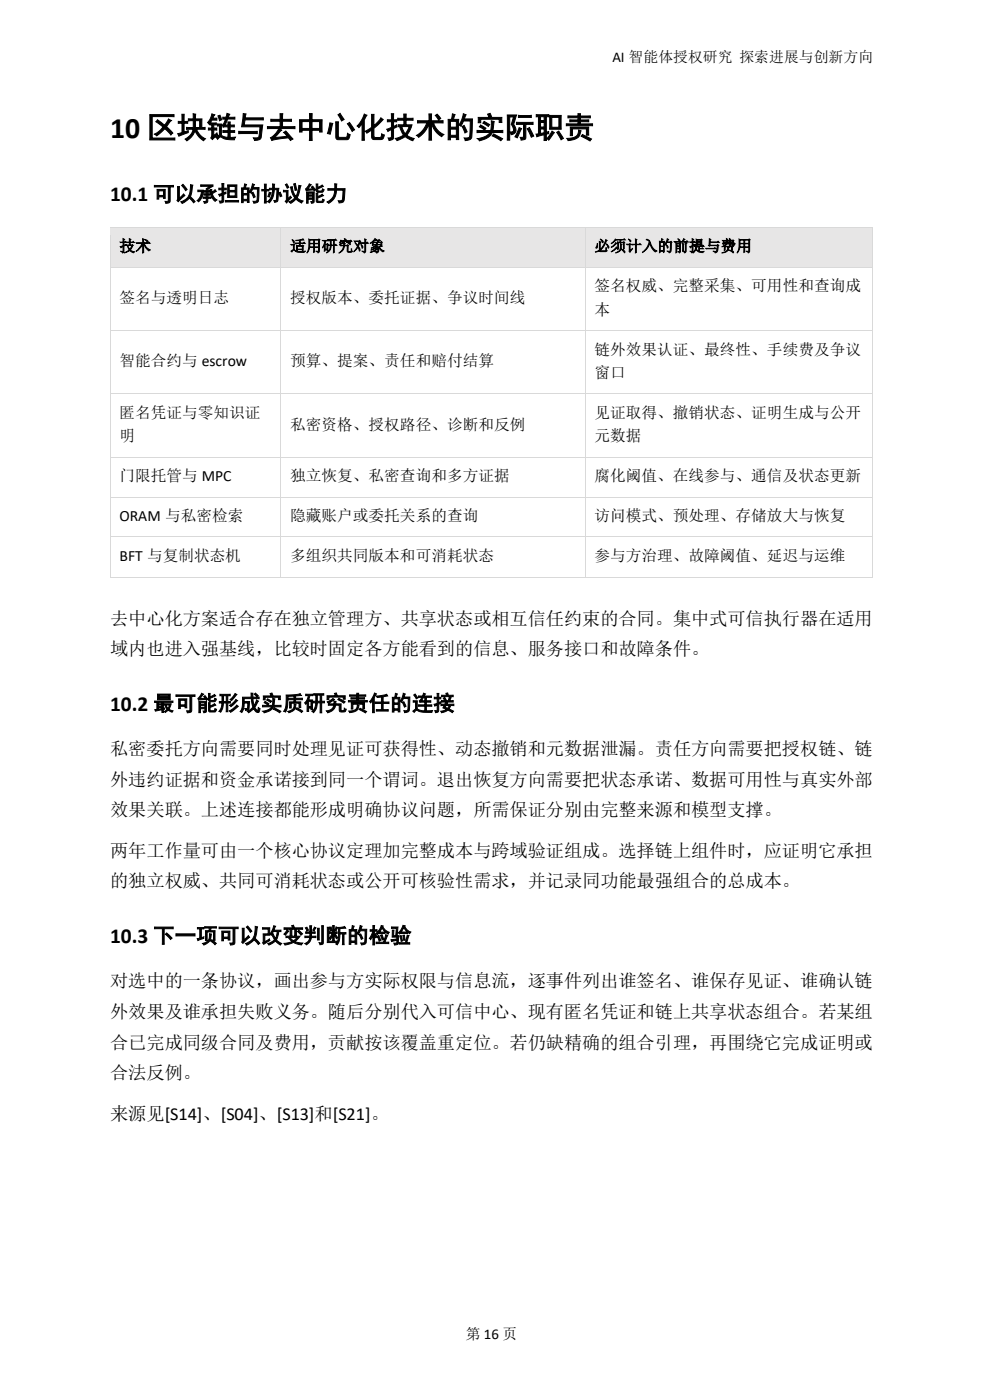 AI 智能体授权研究 探索进展与创新方向
10 区块链与去中心化技术的实际职责
10.1 可以承担的协议能力
技术 适用研究对象 必须计入的前提与费用
签名与透明日志 授权版本、委托证据、争议时间线 签名权威、完整采集、可用性和查询成
本
智能合约与 escrow 预算、提案、责任和赔付结算 链外效果认证、最终性、手续费及争议
窗口
匿名凭证与零知识证
明
私密资格、授权路径、诊断和反例
见证取得、撤销状态、证明生成与公开
元数据
门限托管与 MPC 独立恢复、私密查询和多方证据 腐化阈值、在线参与、通信及状态更新
ORAM 与私密检索 隐藏账户或委托关系的查询 访问模式、预处理、存储放大与恢复
BFT 与复制状态机 多组织共同版本和可消耗状态 参与方治理、故障阈值、延迟与运维
去中心化方案适合存在独立管理方、共享状态或相互信任约束的合同。集中式可信执行器在适用
域内也进入强基线，比较时固定各方能看到的信息、服务接口和故障条件。
10.2 最可能形成实质研究责任的连接
私密委托方向需要同时处理见证可获得性、动态撤销和元数据泄漏。责任方向需要把授权链、链
外违约证据和资金承诺接到同一个谓词。退出恢复方向需要把状态承诺、数据可用性与真实外部
效果关联。上述连接都能形成明确协议问题，所需保证分别由完整来源和模型支撑。
两年工作量可由一个核心协议定理加完整成本与跨域验证组成。选择链上组件时，应证明它承担
的独立权威、共同可消耗状态或公开可核验性需求，并记录同功能最强组合的总成本。
10.3 下一项可以改变判断的检验
对选中的一条协议，画出参与方实际权限与信息流，逐事件列出谁签名、谁保存见证、谁确认链
外效果及谁承担失败义务。随后分别代入可信中心、现有匿名凭证和链上共享状态组合。若某组
合已完成同级合同及费用，贡献按该覆盖重定位。若仍缺精确的组合引理，再围绕它完成证明或
合法反例。
来源见[S14]、[S04]、[S13]和[S21]。
第 16 页